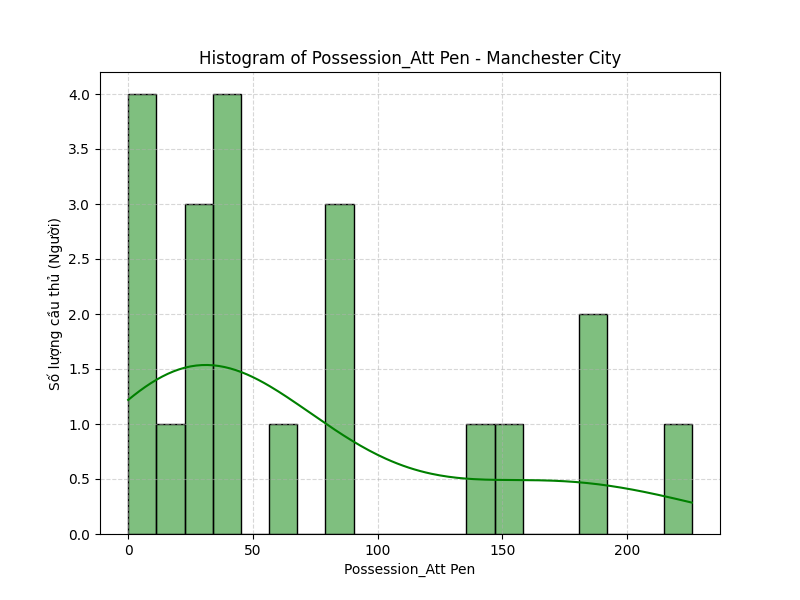 Histogram of Possession_Att Pen - Manchester City
Số lượng cầu thủ (Người)
4.0
3.5
3.0
2.5
2.0
1.5
1.0
0.5
0.0
0 50 100 150 200
Possession_Att Pen